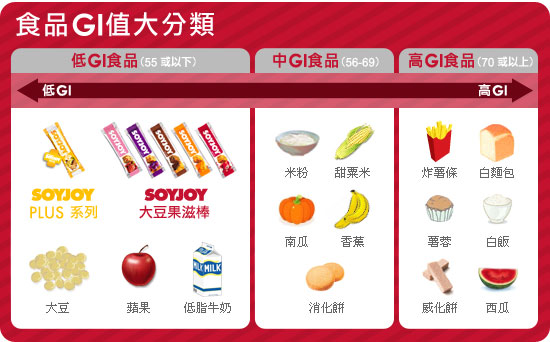 食品GI值大分類
低GI食品(55 或以下)
中GI食品(56-69)
高GI食品(70 或以上)
低GI
高GI
SOYJOY
PLUS 系列
SOYJOY
大豆果滋棒
大豆
蘋果
MILK
MILK
低脂牛奶
米粉
甜粟米
南瓜
香蕉
消化餅
炸薯條
白麵包
薯蓉
白飯
威化餅
西瓜